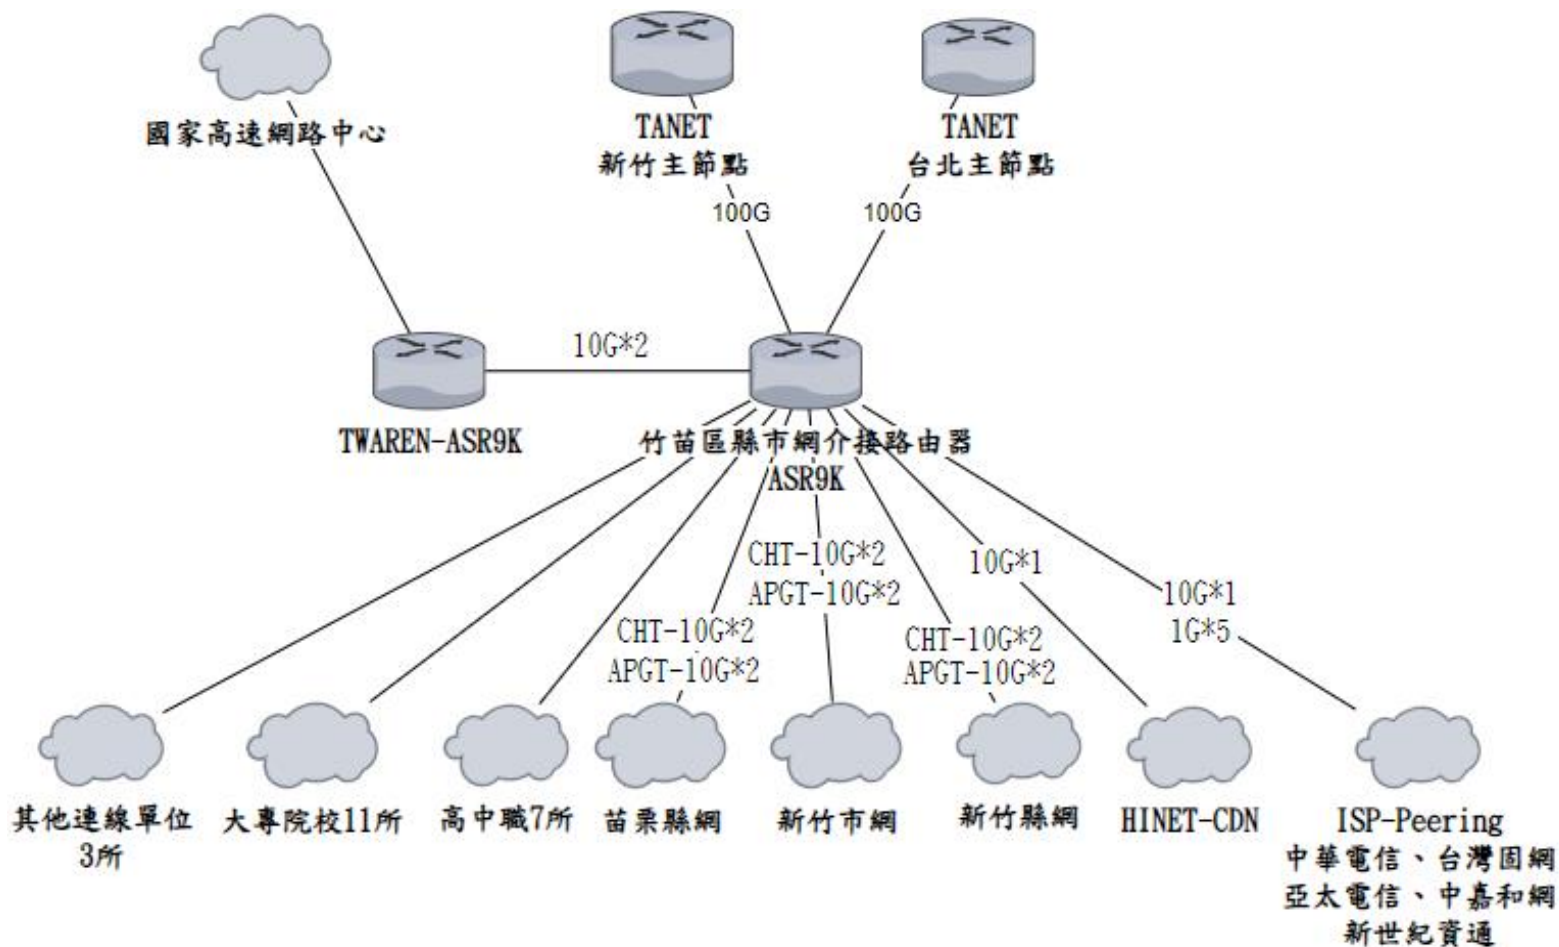 國家高速網路中心
TANET
新竹主節點
TANET
台北主節點
100G
100G
10G*2
TWAREN-ASR9K
竹苗區縣市網介接路由器
ASR9K
CHT-10G*2
APGT-10G*2
10G*1
10G*1
1G*5
CHT-10G*2
APGT-10G*2
CHT-10G*2
APGT-10G*2
其他連線單位
3所
大專院校11所
高中職7所
苗栗縣網
新竹市網
新竹縣網
HINET-CDN
ISP-Peering
中華電信、台灣固網
亞太電信、中嘉和網
新世紀資通